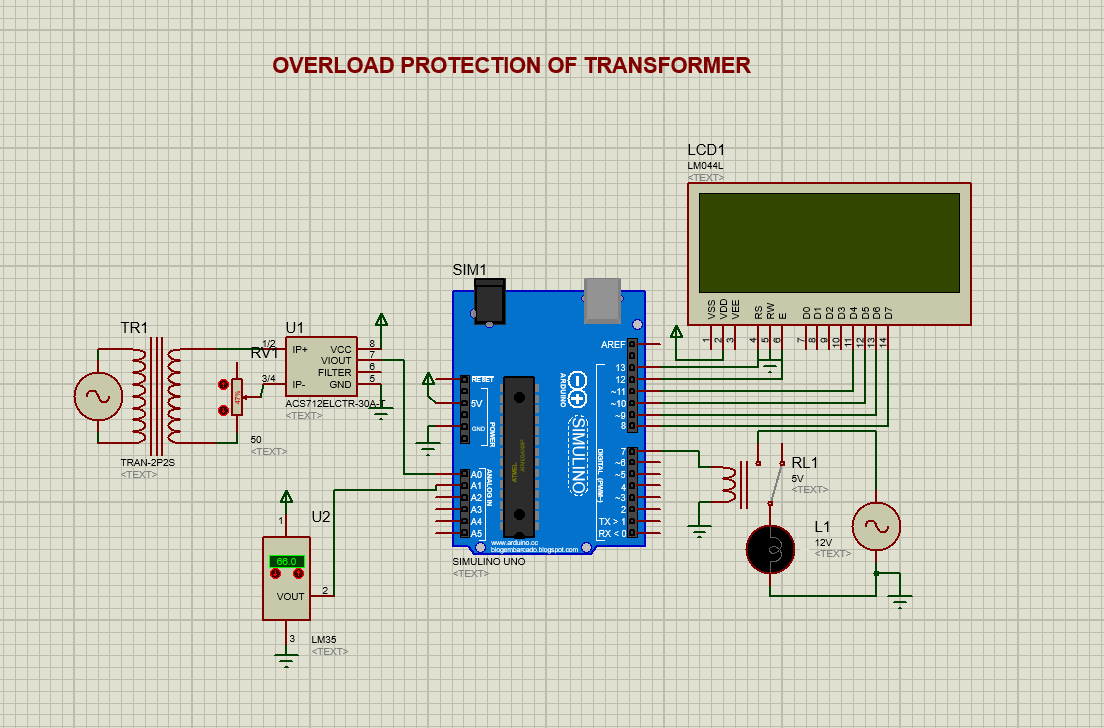 OVERLOAD PROTECTION OF TRANSFORMER
LCD1
LM044L
<TEXT>
VSS
VDD
VEE
RS
RW
E
D0
D1
D2
D3
D4
D5
D6
D7
1
2
3
4
5
6
7
8
9
10
11
12
13
14
SIM1
TR1
TRAN-2P2S
<TEXT>
U1
1/2
IP+
3/4
IP-
VCC
8
VIOUT
7
FILTER
6
GND
5
ACS712ELCTR-30A-T
<TEXT>
RV1
47%
50
<TEXT>
RESET
5V
GND
POWER
A0
A1
A2
A3
A4
A5
ANALOG IN
ATMEL
ARDUINO
SIMULINO
AREF
13
12
~11
~10
~9
8
7
~6
~5
4
~3
2
TX > 1
RX < 0
DIGITAL (PWM~)
www.arduino.cc
blogembarcado.blogspot.com
SIMULINO UNO
<TEXT>
U2
1
66.0
VOUT
2
3
LM35
<TEXT>
RL1
5V
<TEXT>
L1
12V
<TEXT>